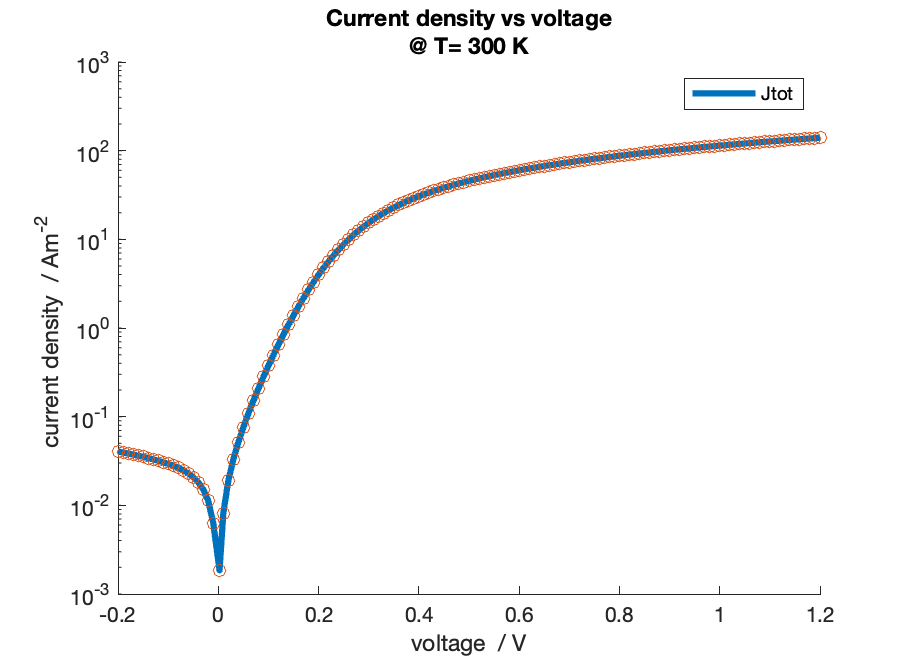 Current density vs voltage
@ T= 300 K
Jtot
10^3
10^2
10^1
10^0
10^-1
10^-2
10^-3
current density / Am^-2
-0.2 0 0.2 0.4 0.6 0.8 1 1.2
voltage / V